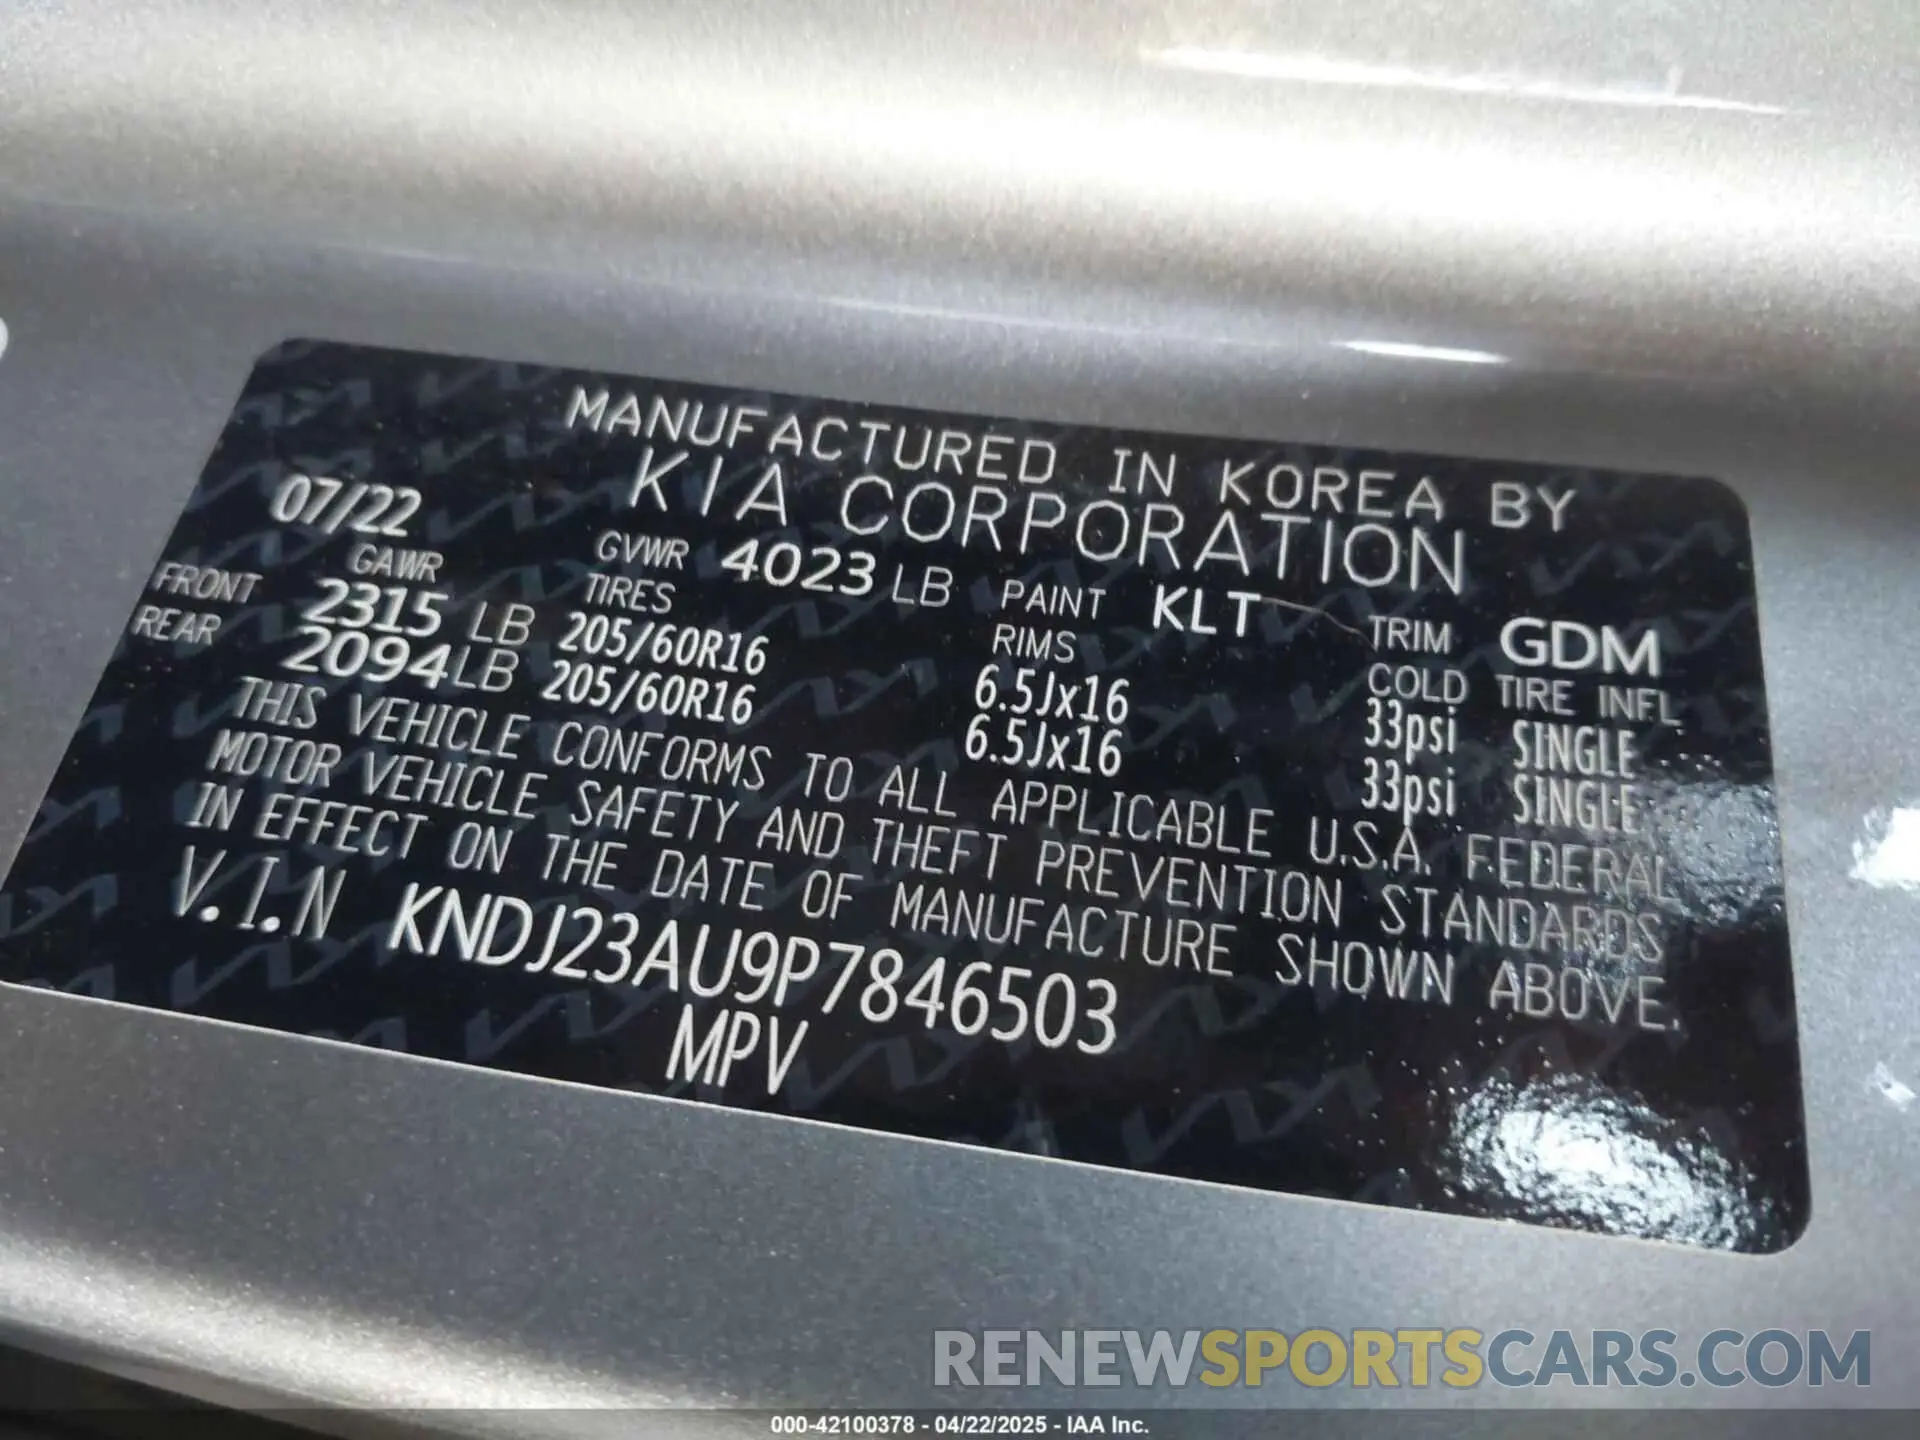 MANUFACTURED IN KOREA BY
KIA CORPORATION
07/22 GVWR 4023 LB PAINT KLT TRIM GDM
GAWR TIRES RIMS COLD TIRE INFL
FRONT 2315 LB 205/60R16 6.5Jx16 33psi SINGLE
REAR 2094 LB 205/60R16 6.5Jx16 33psi SINGLE
THIS VEHICLE CONFORMS TO ALL APPLICABLE U.S.A. FEDERAL
MOTOR VEHICLE SAFETY AND THEFT PREVENTION STANDARDS
IN EFFECT ON THE DATE OF MANUFACTURE SHOWN ABOVE.
V.I.N KNDJ23AU9P7846503
MPV
RENEWSPORTSCARS.COM
000-42100378 - 04/22/2025 - IAA Inc.